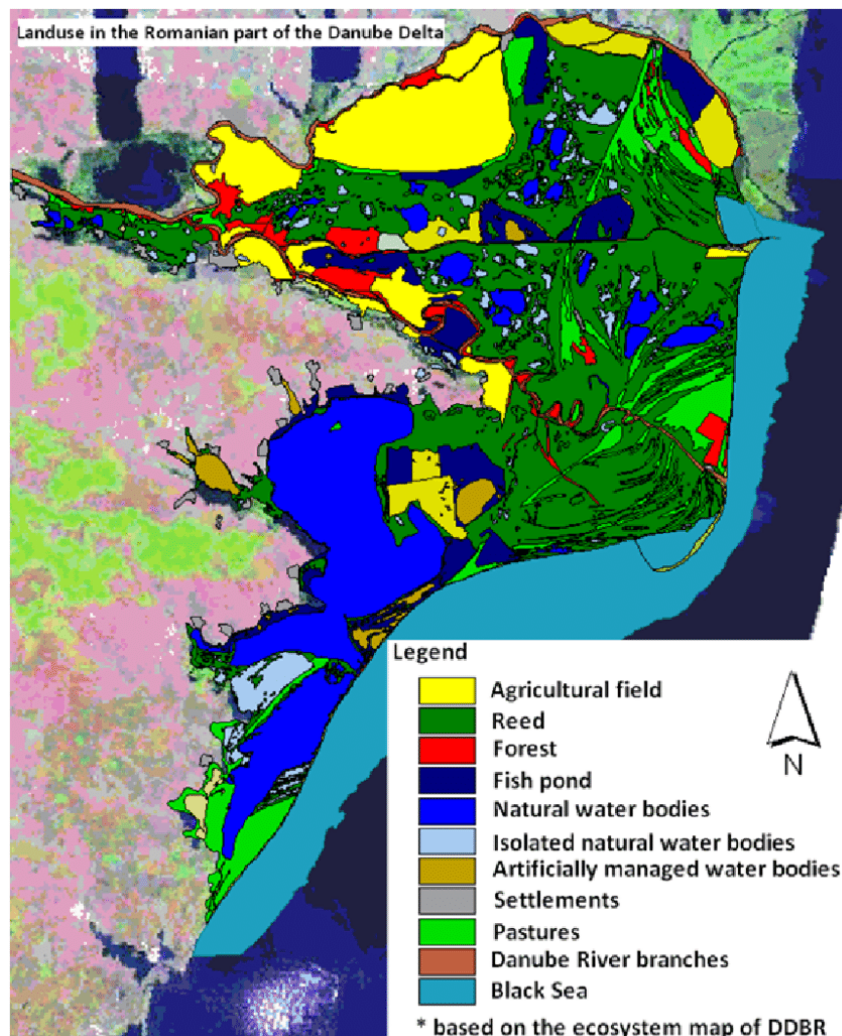 Landuse in the Romanian part of the Danube Delta
Legend
Agricultural field
Reed
Forest
Fish pond
Natural water bodies
Isolated natural water bodies
Artificially managed water bodies
Settlements
Pastures
Danube River branches
Black Sea
N
* based on the ecosystem map of DDBR